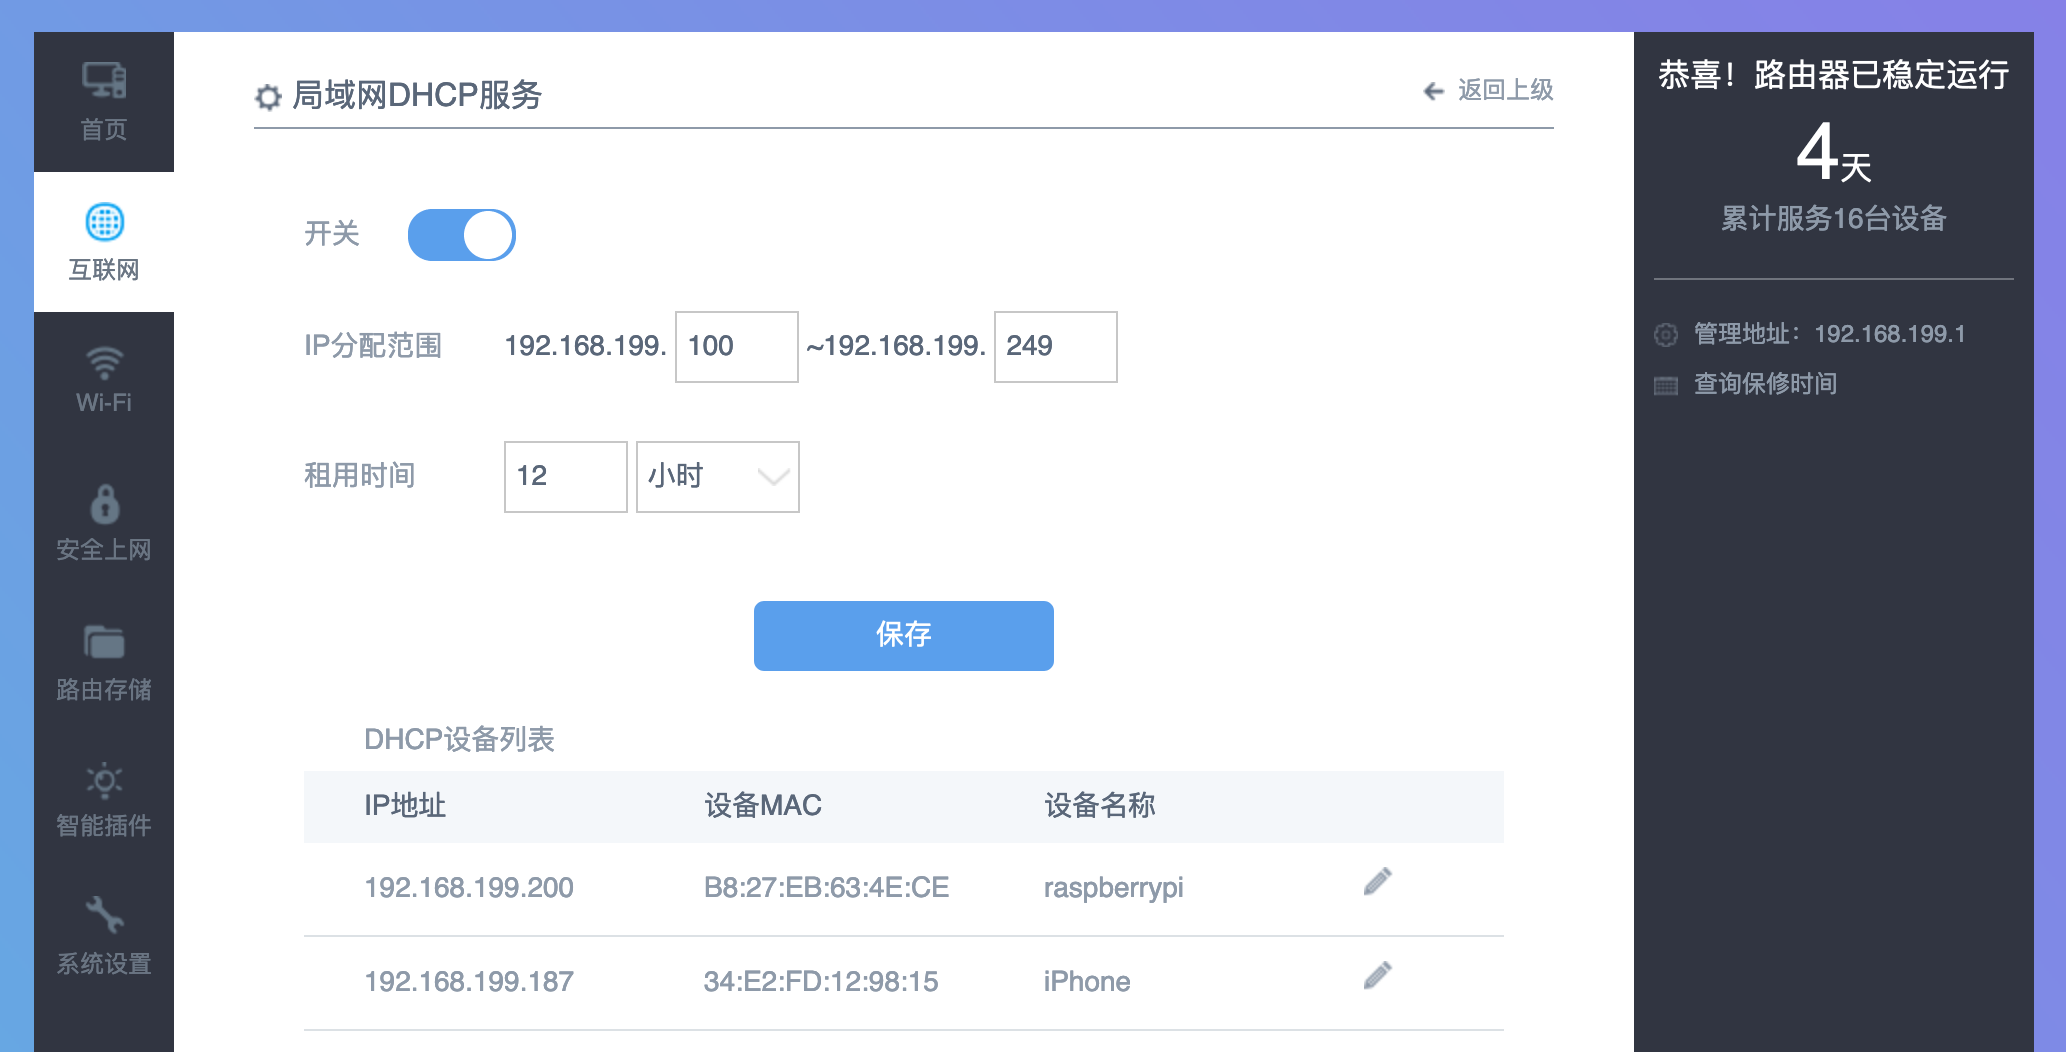 首页
互联网
Wi-Fi
安全上网
路由存储
智能插件
系统设置
局域网DHCP服务
返回上级
开关
IP分配范围 192.168.199. 100 ~192.168.199. 249
租用时间 12 小时
保存
DHCP设备列表
IP地址 设备MAC 设备名称
192.168.199.200 B8:27:EB:63:4E:CE raspberrypi
192.168.199.187 34:E2:FD:12:98:15 iPhone
恭喜！路由器已稳定运行
4天
累计服务16台设备
管理地址：192.168.199.1
查询保修时间